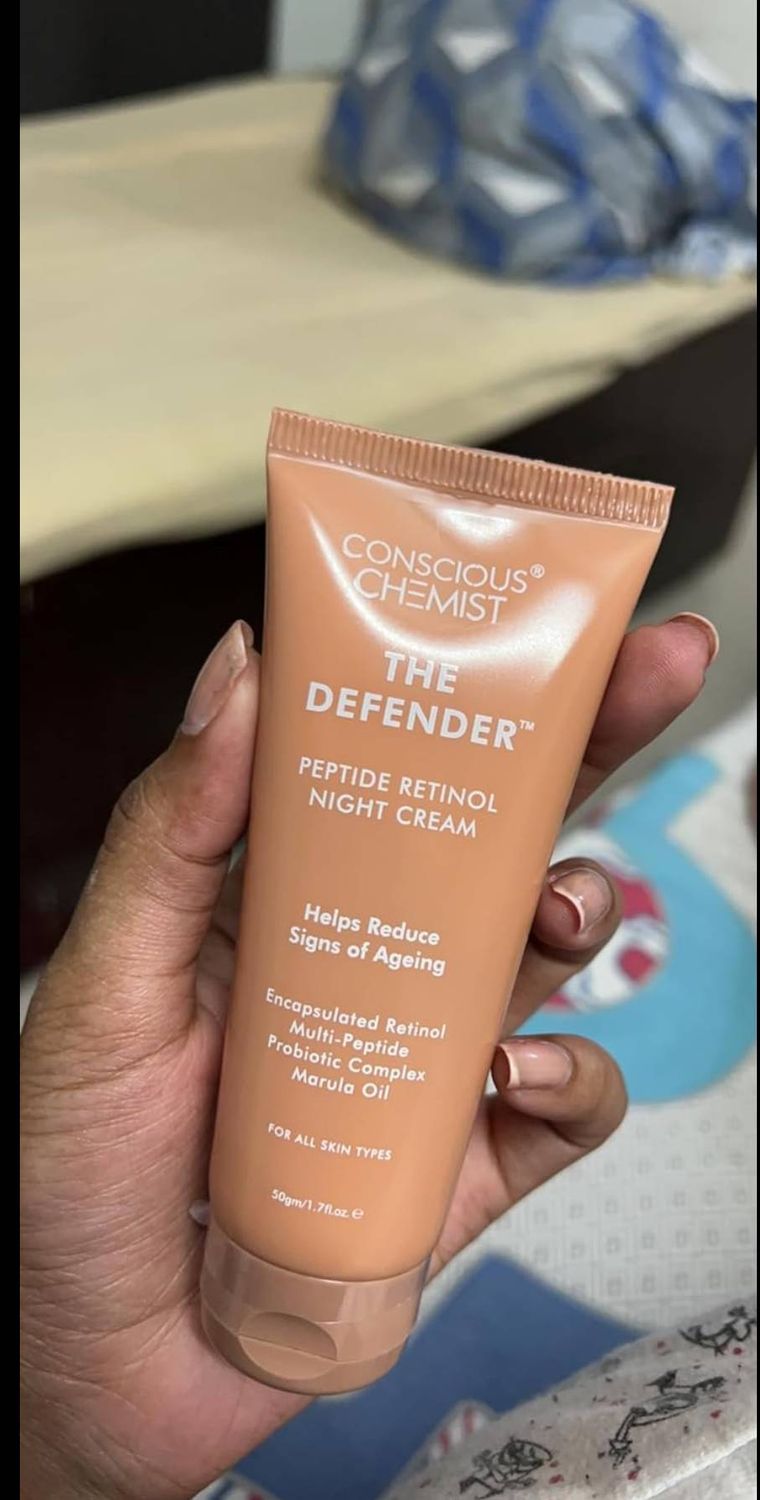 CONSCIOUS®
CHEMIST
THE
DEFENDER™
PEPTIDE RETINOL
NIGHT CREAM
Helps Reduce
Signs of Ageing
Encapsulated Retinol
Multi-Peptide
Probiotic Complex
Marula Oil
FOR ALL SKIN TYPES
50gm/1.7fl.oz. ℮